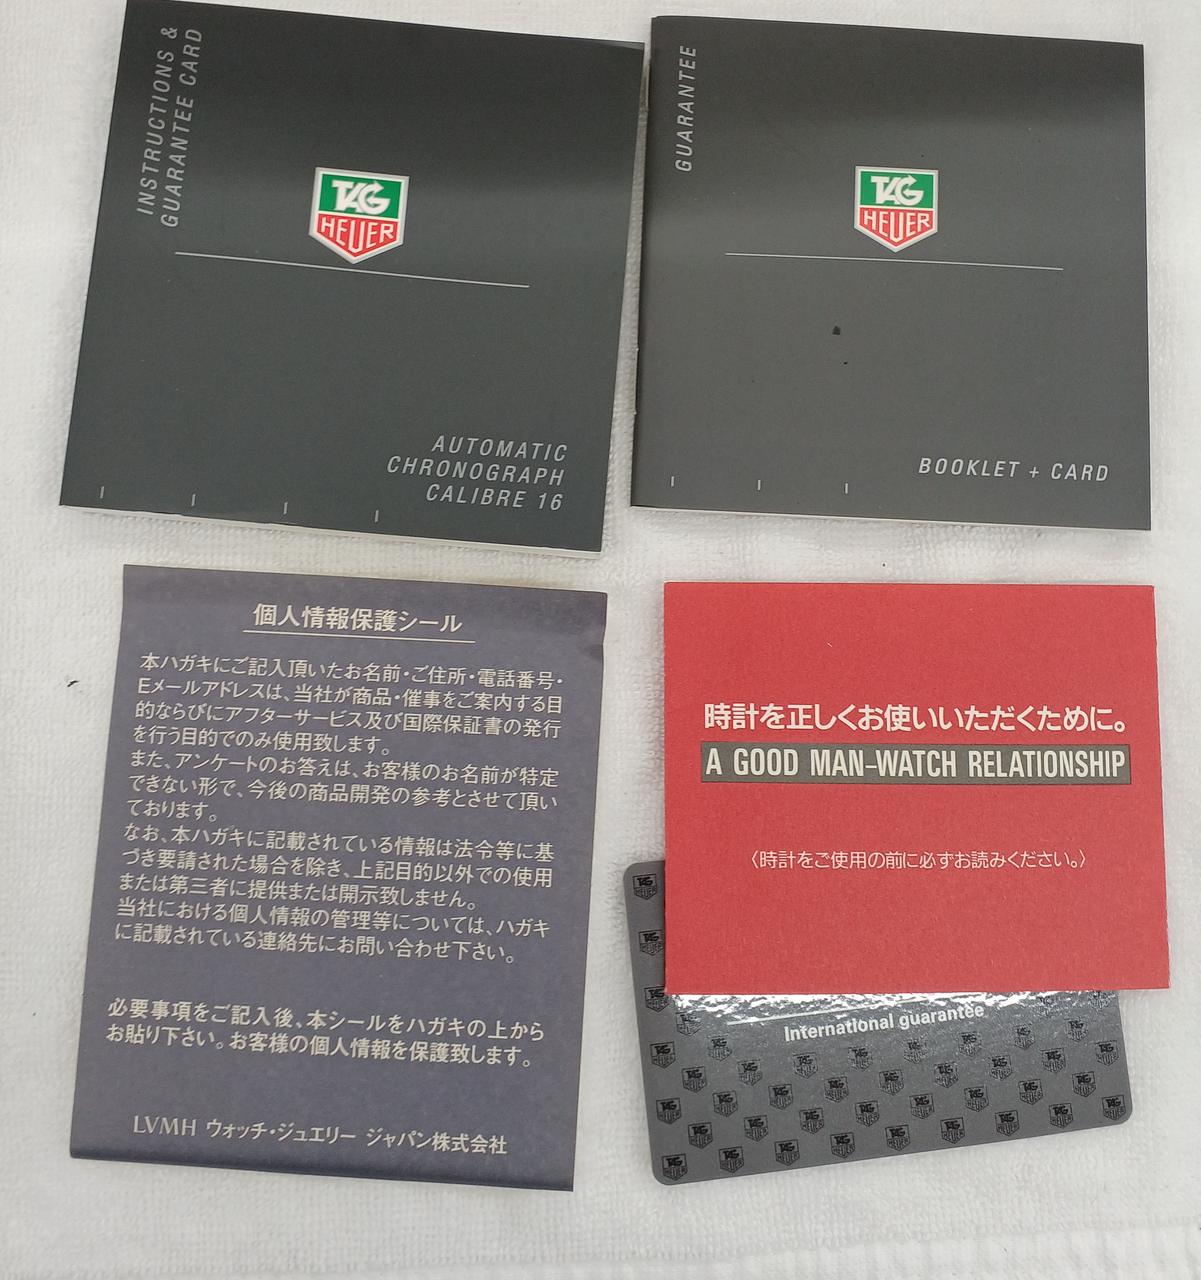 INSTRUCTIONS &
GUARANTEE CARD
TAG
HEUER
AUTOMATIC
CHRONOGRAPH
CALIBRE 16
GUARANTEE
TAG
HEUER
BOOKLET + CARD
個人情報保護シール
本ハガキにご記入頂いたお名前・ご住所・電話番号・
Eメールアドレスは、当社が商品・催事をご案内する目
的ならびにアフターサービス及び国際保証書の発行
を行う目的でのみ使用致します。
また、アンケートのお答えは、お客様のお名前が特定
できない形で、今後の商品開発の参考とさせて頂い
ております。
なお、本ハガキに記載されている情報は法令等に基
づき要請された場合を除き、上記目的以外での使用
または第三者に提供または開示致しません。
当社における個人情報の管理等については、ハガキ
に記載されている連絡先にお問い合わせ下さい。
必要事項をご記入後、本シールをハガキの上から
お貼り下さい。お客様の個人情報を保護致します。
LVMH ウォッチ・ジュエリー ジャパン株式会社
時計を正しくお使いいただくために。
A GOOD MAN-WATCH RELATIONSHIP
〈時計をご使用の前に必ずお読みください。〉
International guarantee
TAG
HEUER